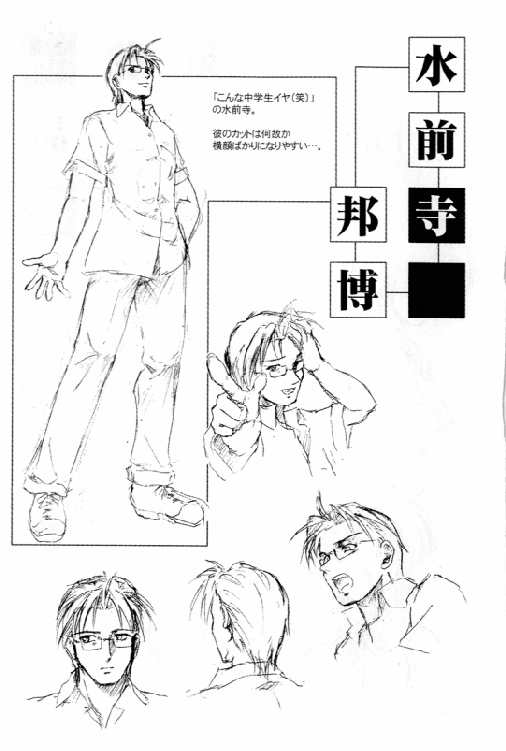 水前寺
邦博
「こんな中学生イヤ(笑)」
の水前寺。
彼のカットは何故か
横顔ばかりになりやすい…。